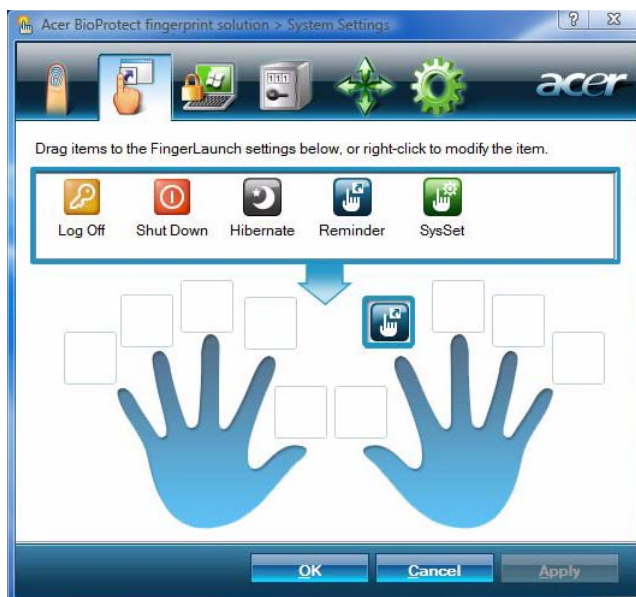 Acer BioProtect fingerprint solution > System Settings
acer
Drag items to the FingerLaunch settings below, or right-click to modify the item.
Log Off Shut Down Hibernate Reminder SysSet
OK Cancel Apply